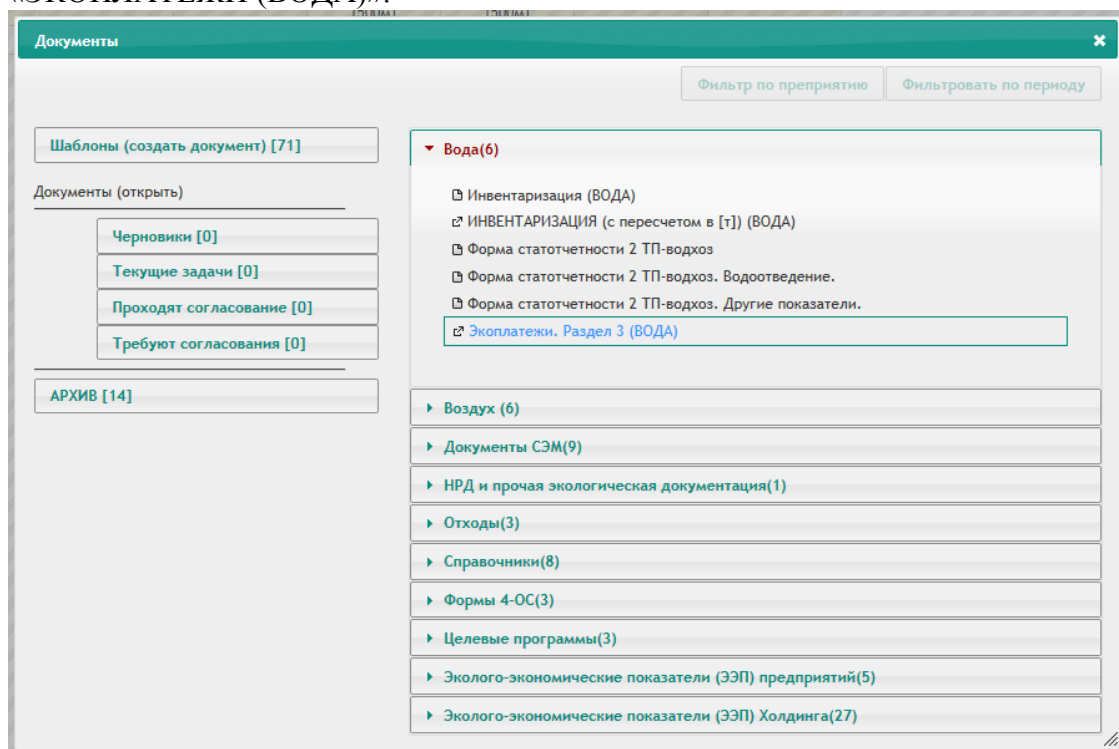 «ЭКОПЛАТЕЖИ (ВОДА)».
Документы
Фильтр по преприятию Фильтровать по периоду
Шаблоны (создать документ) [71]
Документы (открыть)
Черновики [0]
Текущие задачи [0]
Проходят согласование [0]
Требуют согласования [0]
АРХИВ [14]
Вода(6)
Инвентаризация (ВОДА)
ИНВЕНТАРИЗАЦИЯ (с пересчетом в [т]) (ВОДА)
Форма статотчетности 2 ТП-водхоз
Форма статотчетности 2 ТП-водхоз. Водоотведение.
Форма статотчетности 2 ТП-водхоз. Другие показатели.
Экоплатежи. Раздел 3 (ВОДА)
Воздух (6)
Документы СЭМ(9)
НРД и прочая экологическая документация(1)
Отходы(3)
Справочники(8)
Формы 4-ОС(3)
Целевые программы(3)
Эколого-экономические показатели (ЭЭП) предприятий(5)
Эколого-экономические показатели (ЭЭП) Холдинга(27)